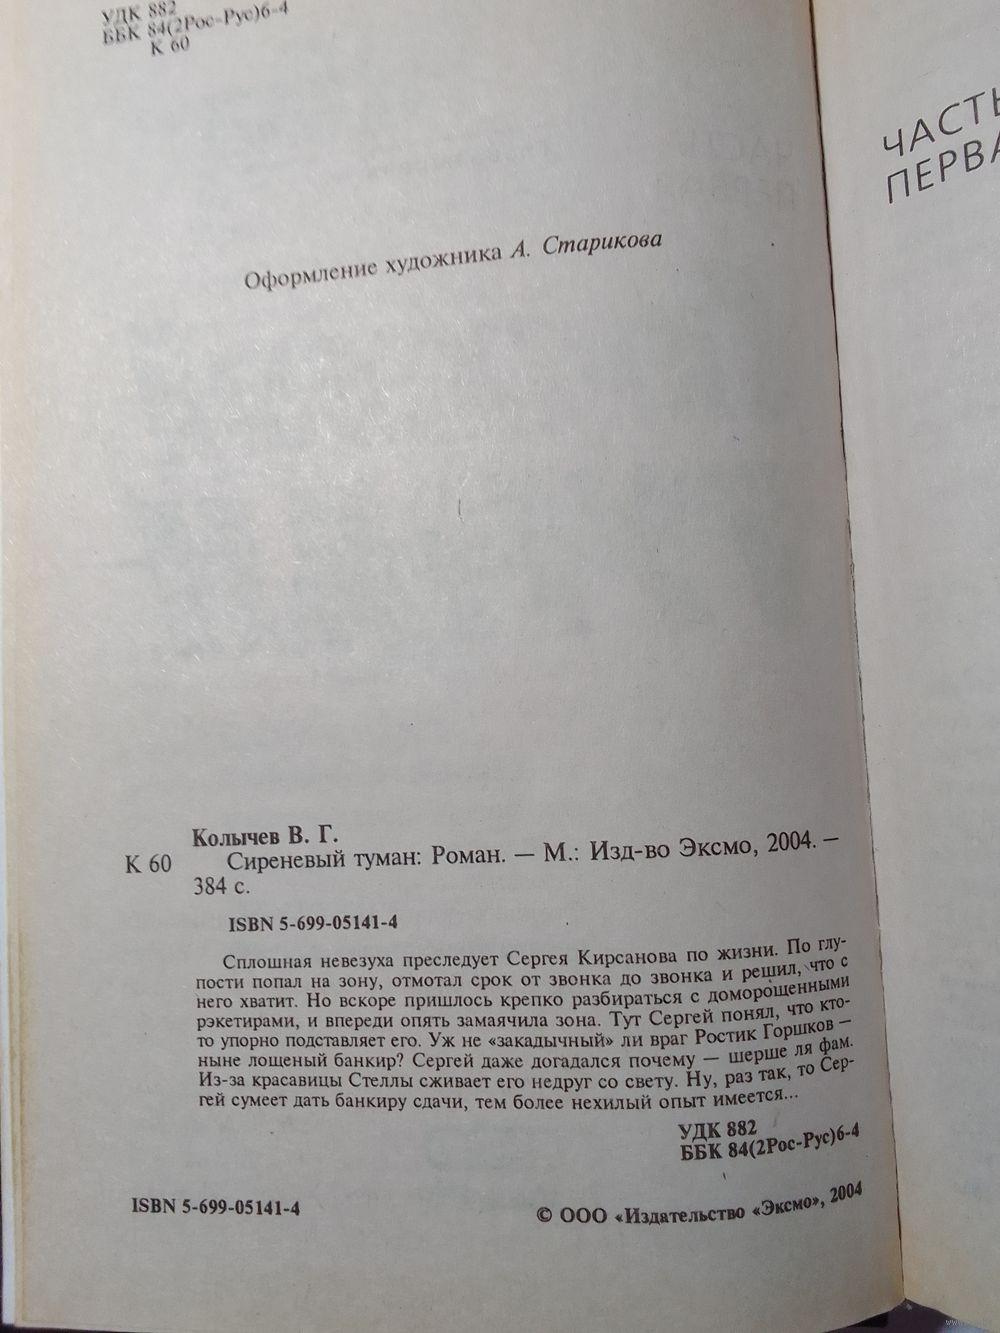 УДК 882
ББК 84(2Рос-Рус)6-4
К 60
Оформление художника А. Старикова
Колычев В. Г.
К 60 Сиреневый туман: Роман. — М.: Изд-во Эксмо, 2004. —
384 с.
ISBN 5-699-05141-4
Сплошная невезуха преследует Сергея Кирсанова по жизни. По глу-
пости попал на зону, отмотал срок от звонка до звонка и решил, что с
него хватит. Но вскоре пришлось крепко разбираться с доморощенными
рэкетирами, и впереди опять замаячила зона. Тут Сергей понял, что кто-
то упорно подставляет его. Уж не «закадычный» ли враг Ростик Горшков —
ныне лощеный банкир? Сергей даже догадался почему — шерше ля фам.
Из-за красавицы Стеллы сживает его недруг со свету. Ну, раз так, то Сер-
гей сумеет дать банкиру сдачи, тем более нехилый опыт имеется...
УДК 882
ББК 84(2Рос-Рус)6-4
ISBN 5-699-05141-4
© ООО «Издательство «Эксмо», 2004
ЧАСТЬ
ПЕРВА